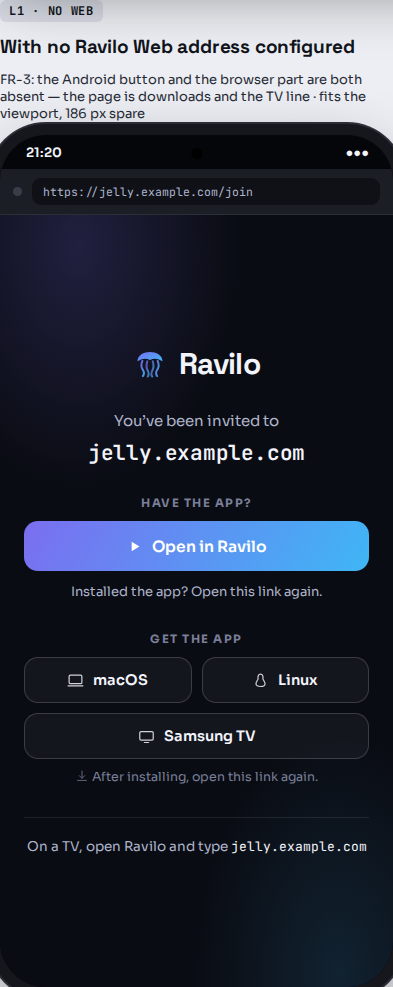 L1 · NO WEB
With no Ravilo Web address configured
FR-3: the Android button and the browser part are both
absent — the page is downloads and the TV line · fits the
viewport, 186 px spare
21:20
https://jelly.example.com/join
Ravilo
You’ve been invited to
jelly.example.com
HAVE THE APP?
Open in Ravilo
Installed the app? Open this link again.
GET THE APP
macOS
Linux
Samsung TV
After installing, open this link again.
On a TV, open Ravilo and type jelly.example.com